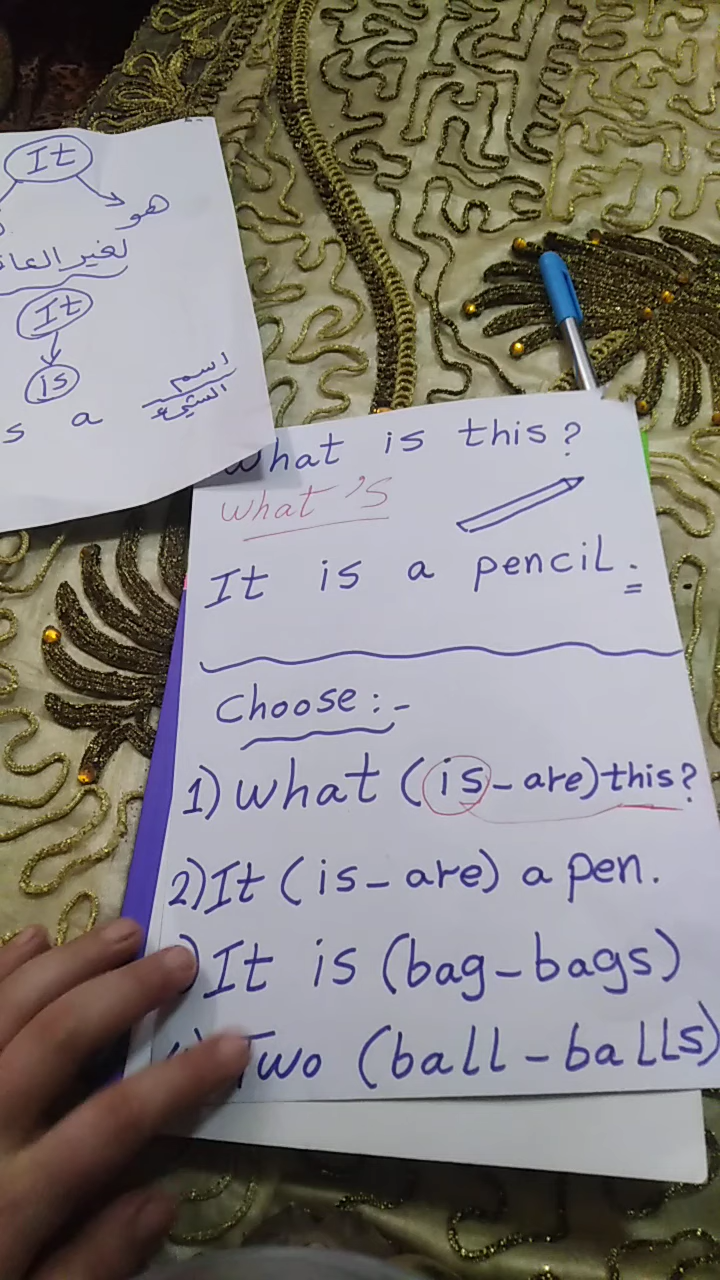 It
هو
لغير العا
It
is
s a اسم
الشيء
What is this?
What's
It is a pencil.
Choose:-
1) What (is-are) this?
2) It (is-are) a pen.
) It is (bag-bags)
Two (ball-balls)